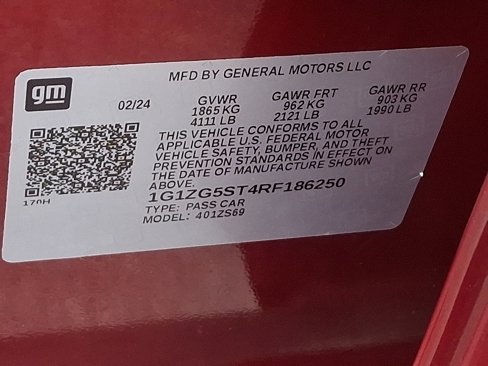 gm
MFD BY GENERAL MOTORS LLC
02/24
GVWR
1865 KG
4111 LB
GAWR FRT
962 KG
2121 LB
GAWR RR
903 KG
1990 LB
THIS VEHICLE CONFORMS TO ALL
APPLICABLE U.S. FEDERAL MOTOR
VEHICLE SAFETY, BUMPER, AND THEFT
PREVENTION STANDARDS IN EFFECT ON
THE DATE OF MANUFACTURE SHOWN
ABOVE.
1G1ZG5ST4RF186250
TYPE: PASS CAR
MODEL: 401ZS69